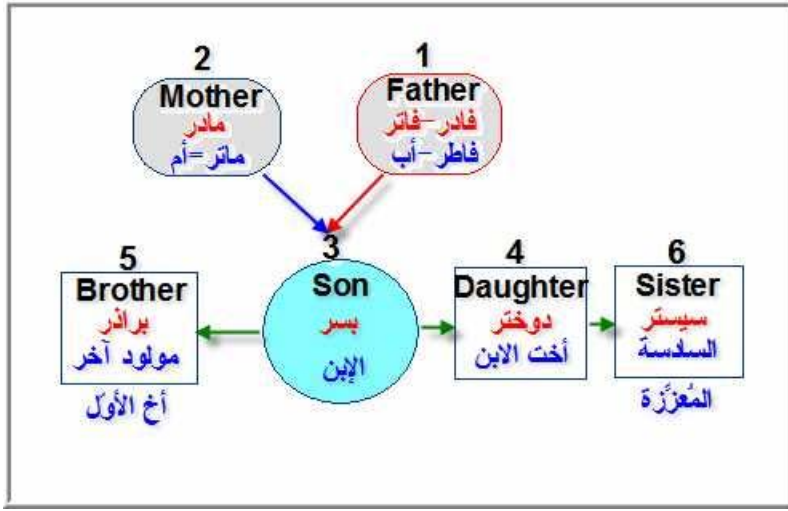 1
Father
فادر-فاتر
فاطر-أب
2
Mother
مادر
ماتر=أم
3
Son
بسر
الإبن
4
Daughter
دوختر
أخت الابن
5
Brother
براذر
مولود آخر
أخ الأوّل
6
Sister
سيستر
السادسة
المُعزَّزة